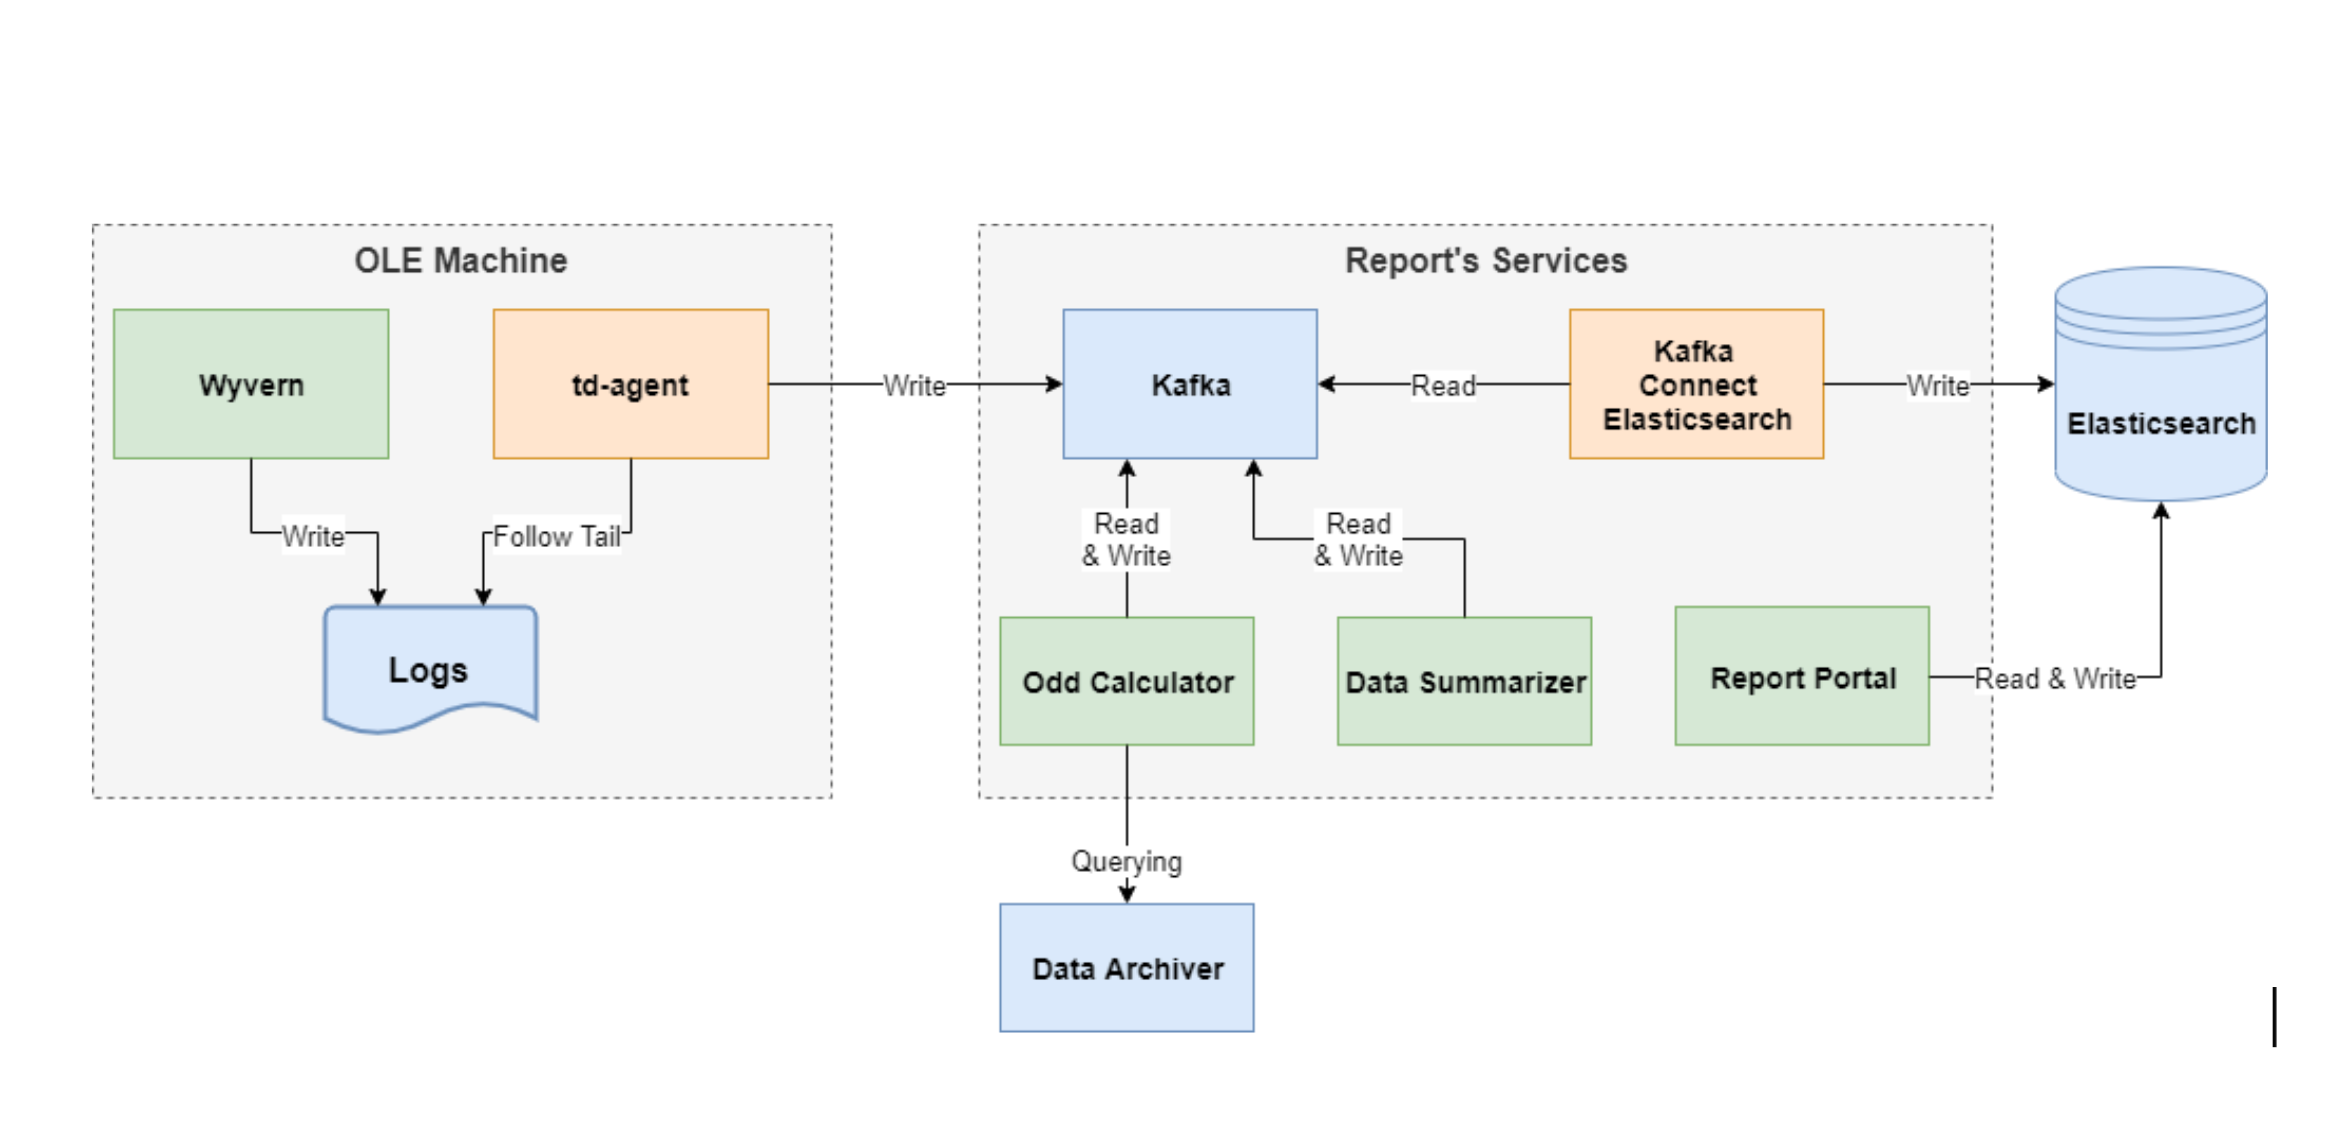 OLE Machine
Wyvern
td-agent
Write
Follow Tail
Logs
Write
Report's Services
Kafka
Read
Kafka
Connect
Elasticsearch
Write
Elasticsearch
Read
& Write
Read
& Write
Odd Calculator
Data Summarizer
Report Portal
Read & Write
Querying
Data Archiver